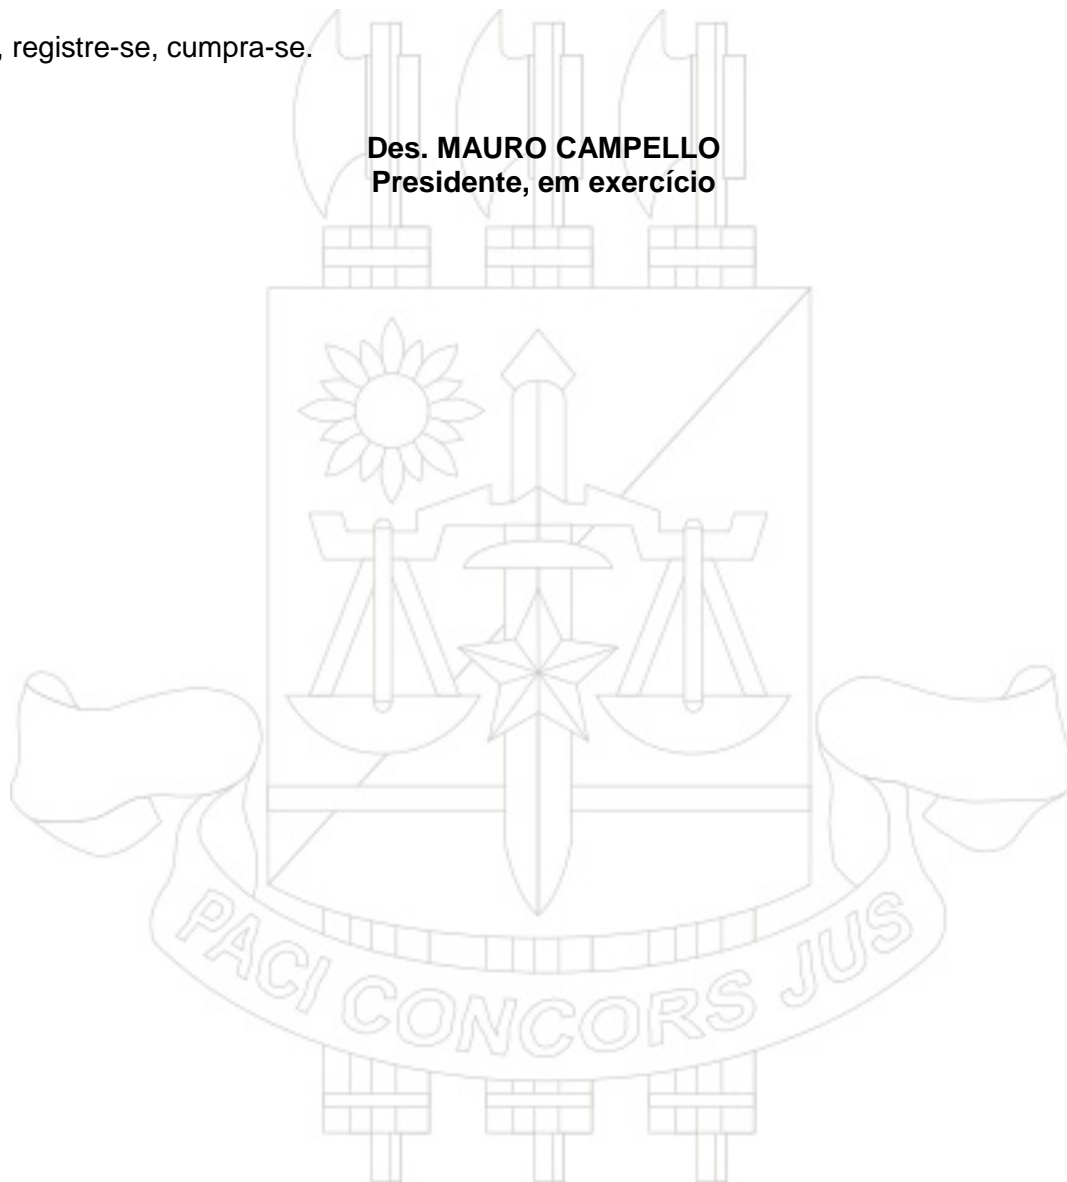 , registre-se, cumpra-se.
Des. MAURO CAMPELLO
Presidente, em exercício
PACI CONCORS JUS